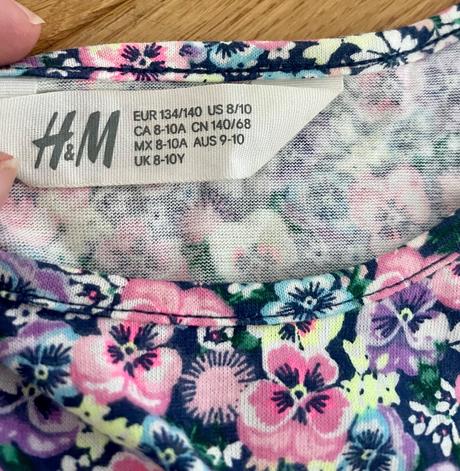 H&M
EUR 134/140 US 8/10
CA 8-10A CN 140/68
MX 8-10A AUS 9-10
UK 8-10Y